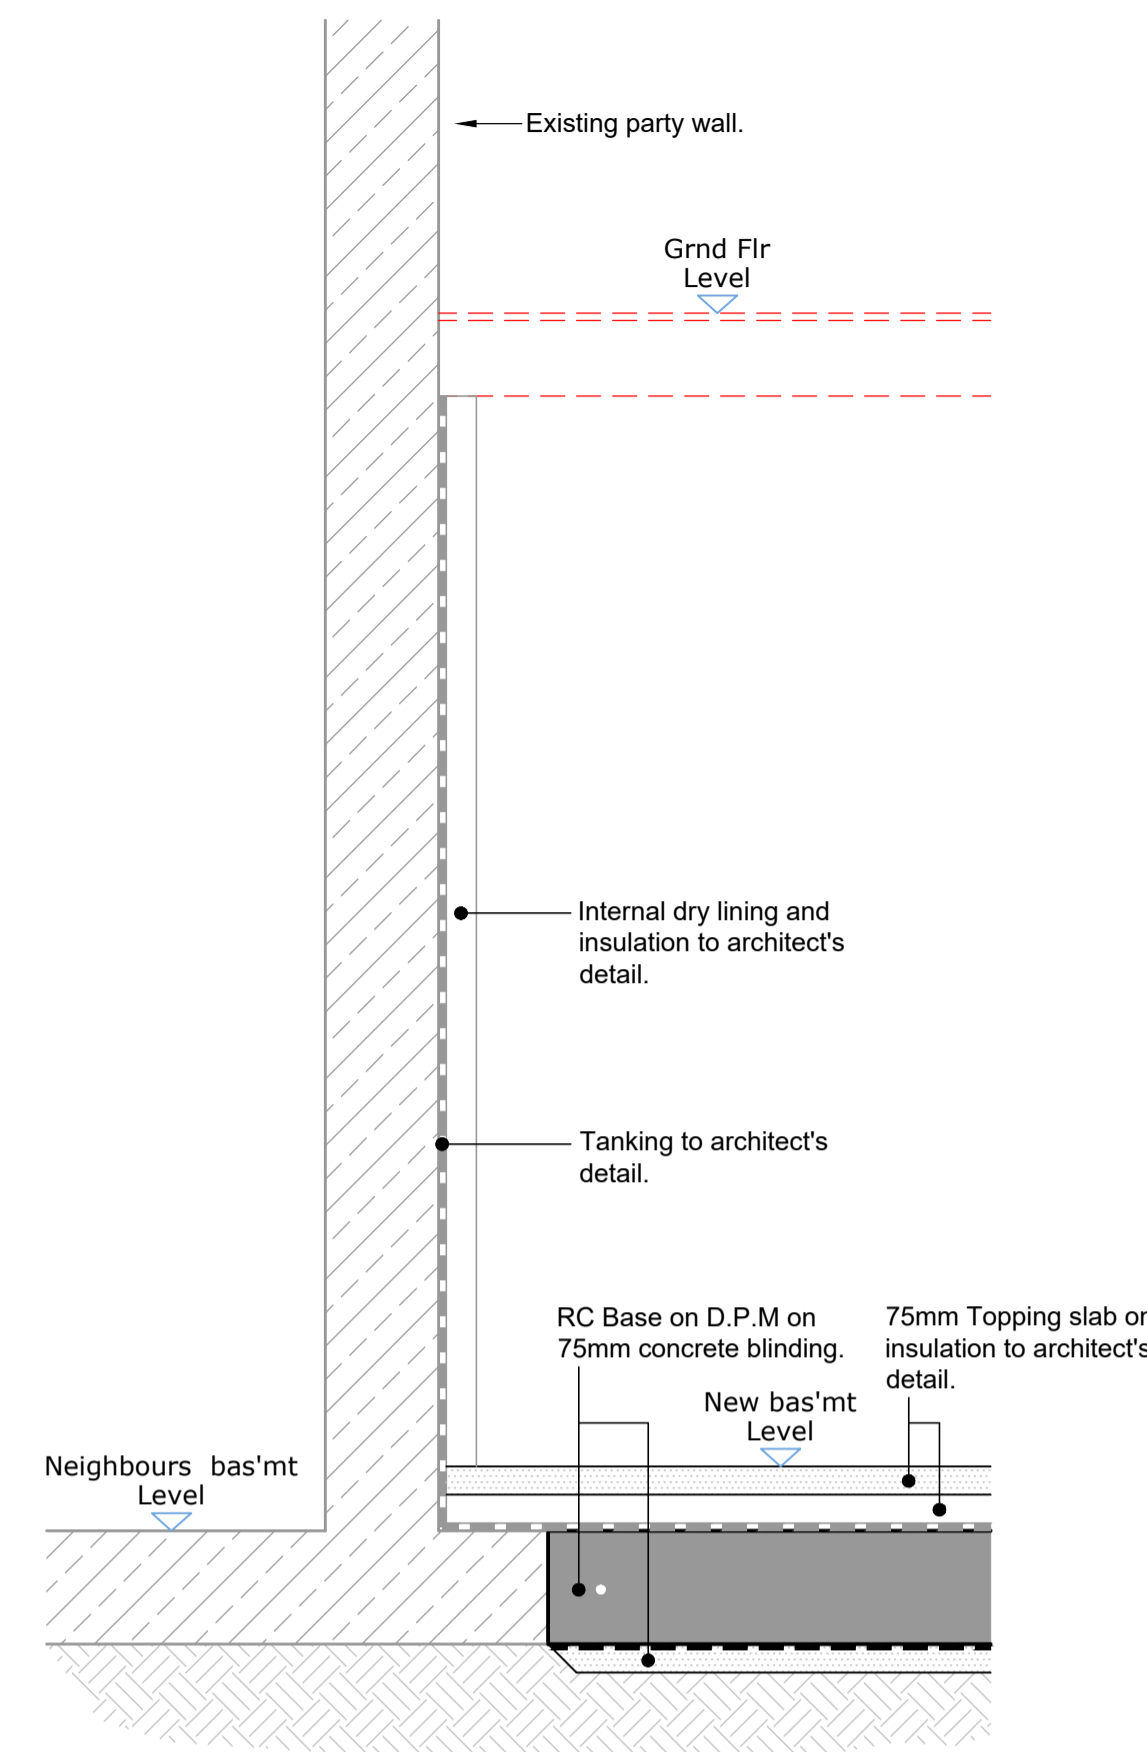 Existing party wall.
Grnd Flr
Level
Internal dry lining and
insulation to architect's
detail.
Tanking to architect's
detail.
RC Base on D.P.M on
75mm concrete blinding.
75mm Topping slab on
insulation to architect's
detail.
New bas'mt
Level
Neighbours bas'mt
Level